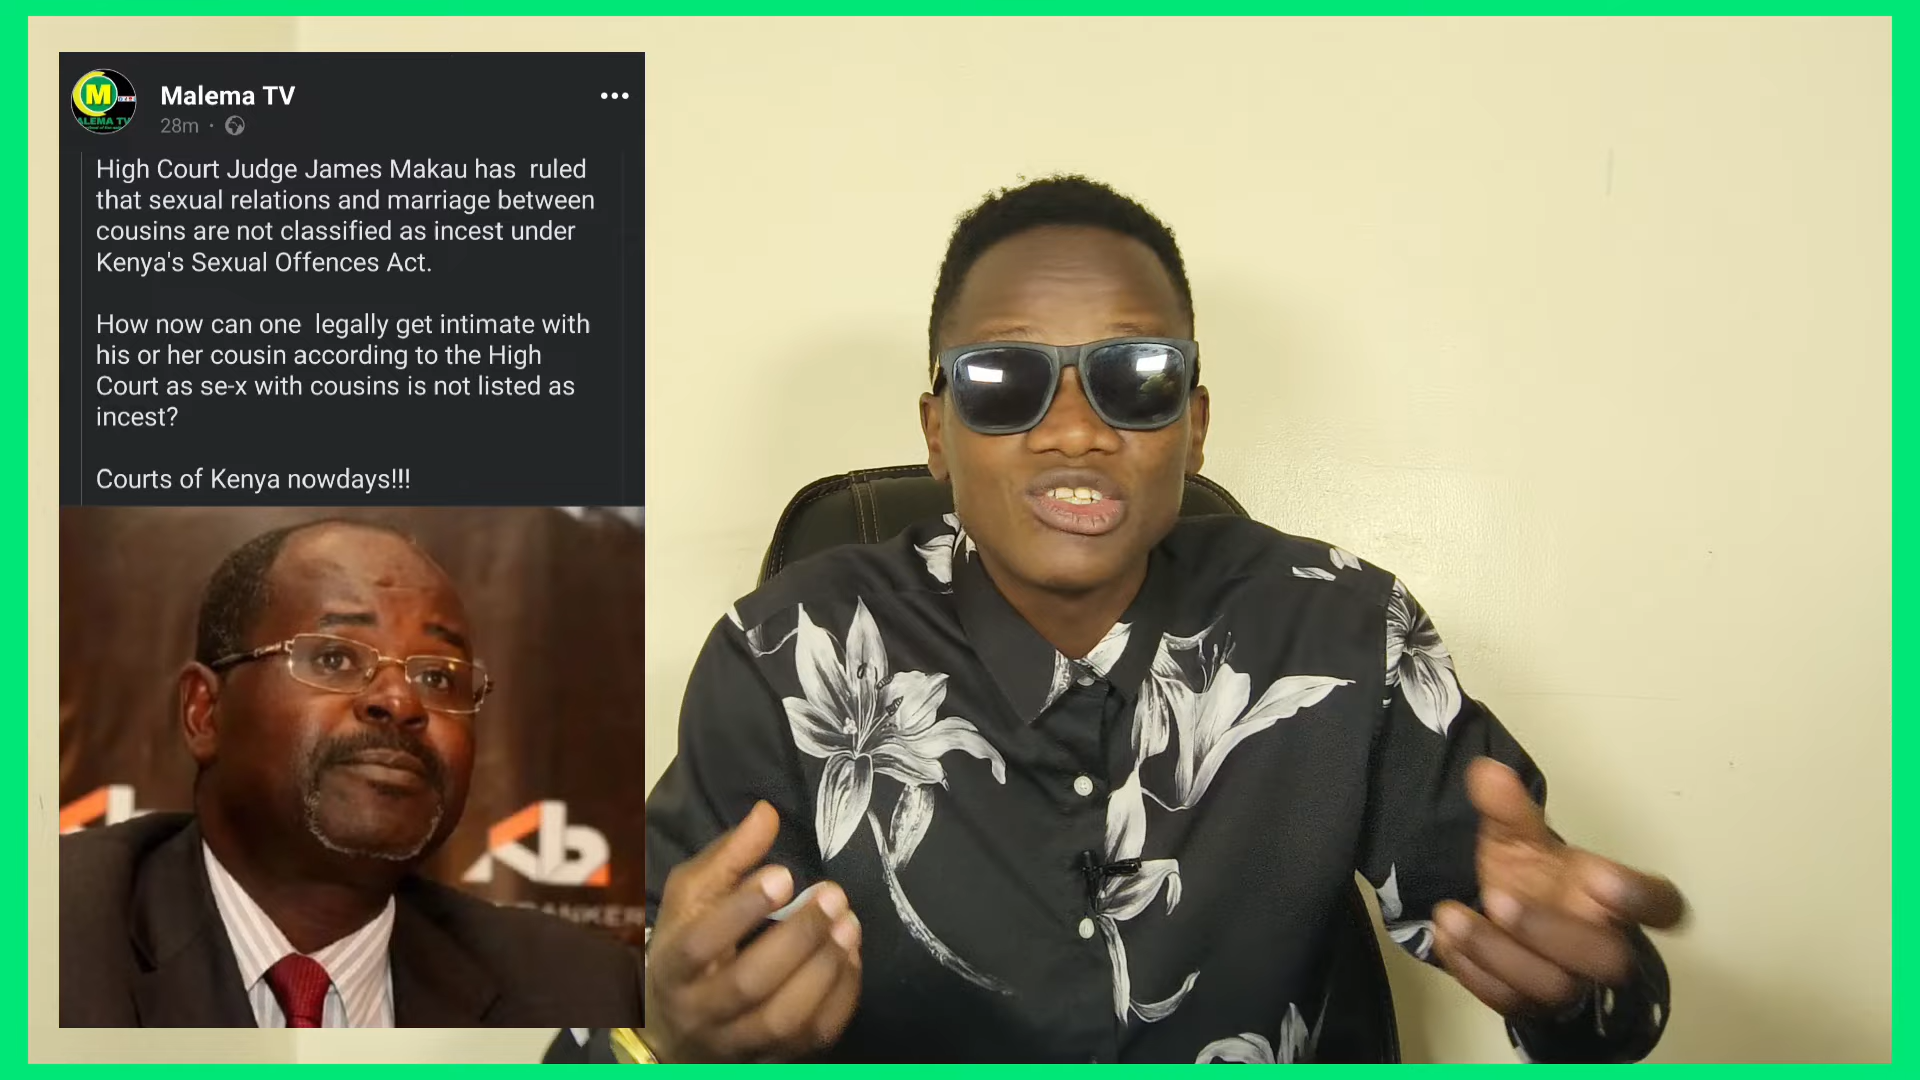 M
ALEMA TV
Malema TV
28m ·
High Court Judge James Makau has  ruled
that sexual relations and marriage between
cousins are not classified as incest under
Kenya's Sexual Offences Act.
How now can one  legally get intimate with
his or her cousin according to the High
Court as se-x with cousins is not listed as
incest?
Courts of Kenya nowdays!!!